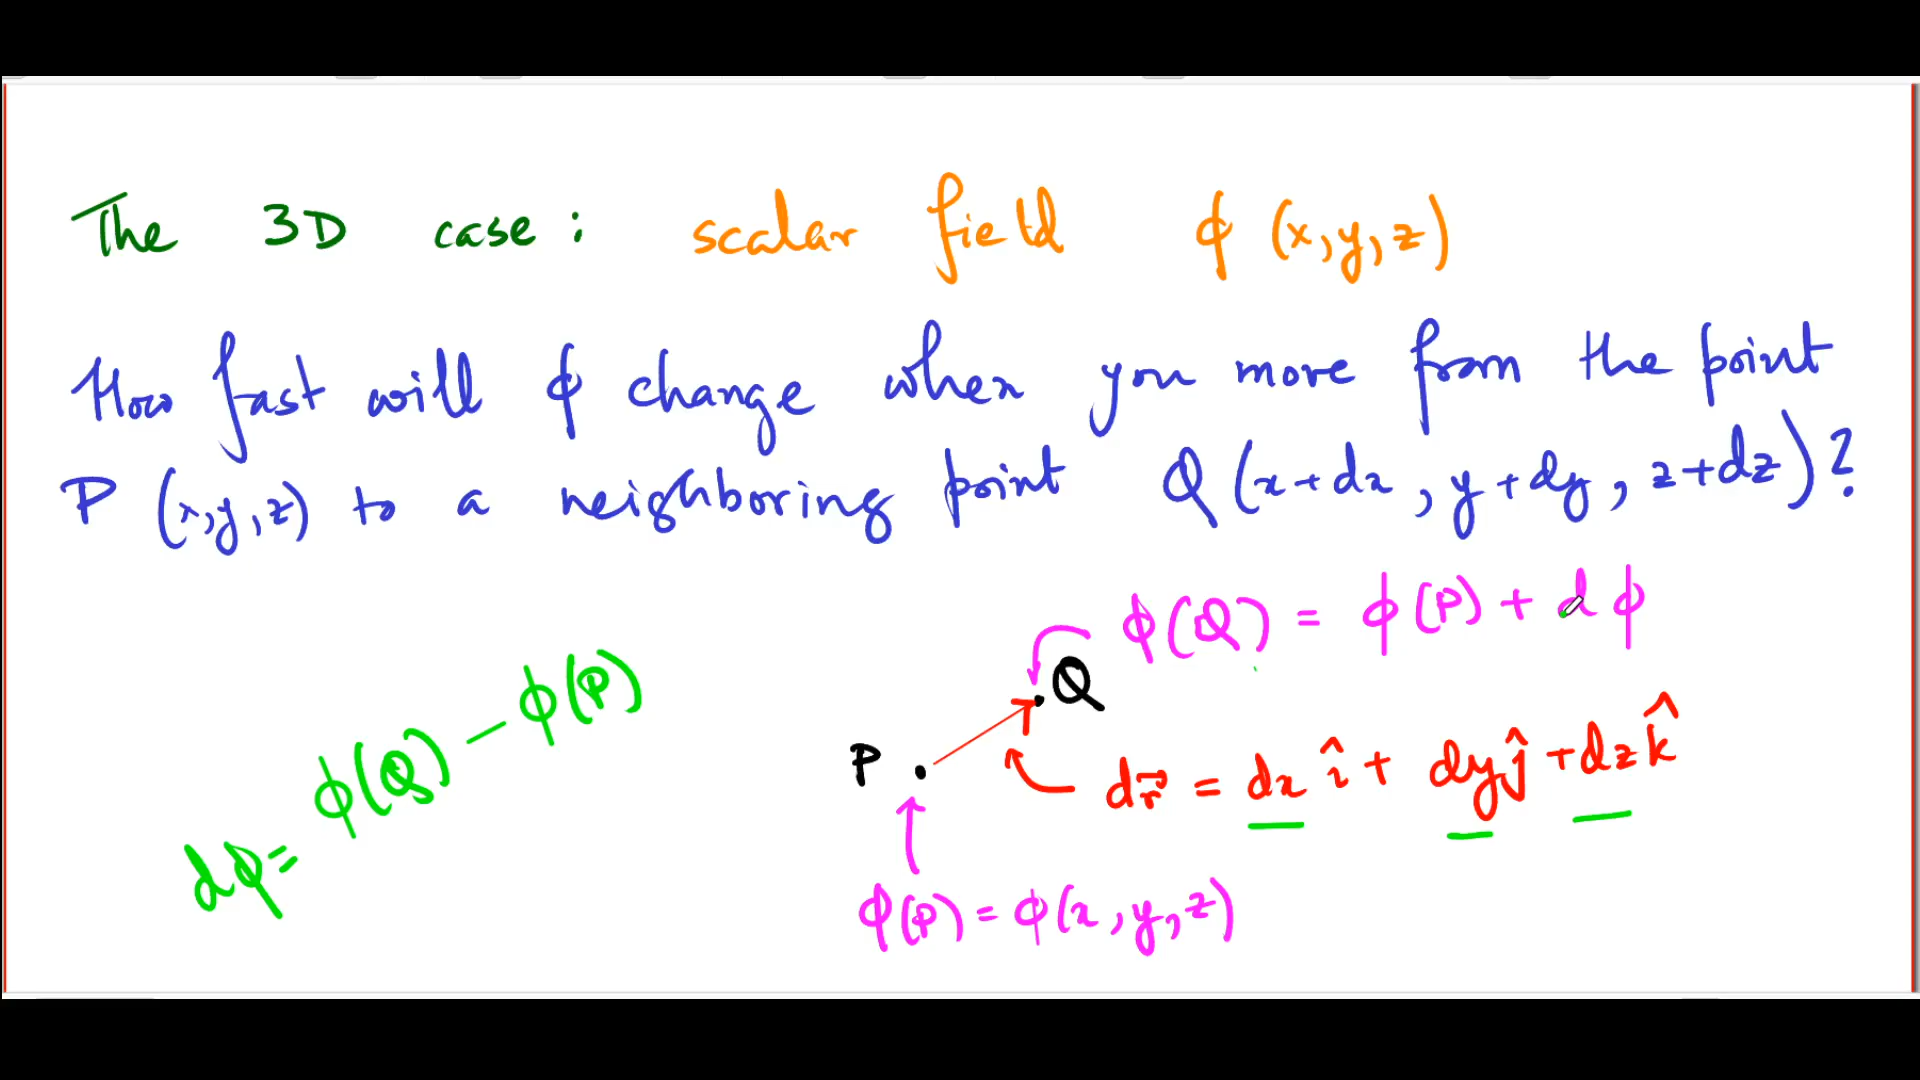 The 3D case: scalar field ϕ (x,y,z)
How fast will ϕ change when you move from the point
P (x,y,z) to a neighboring point Q (x+dx, y+dy, z+dz)?
ϕ(Q) = ϕ(P) + dϕ
Q
dϕ = ϕ(Q) − ϕ(P)
P
dr⃗ = dx î + dy ĵ + dz k̂
ϕ(P) = ϕ(x,y,z)